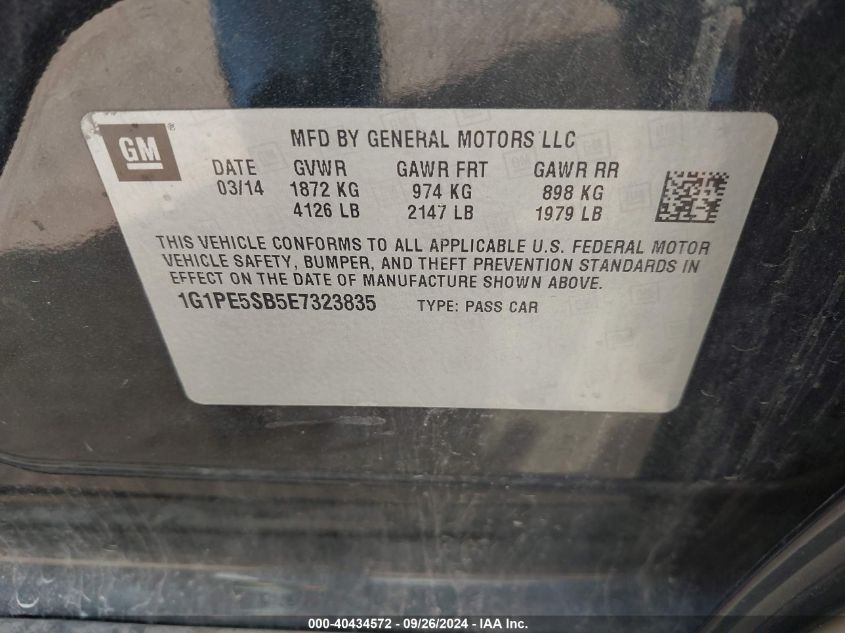 GM ®
MFD BY GENERAL MOTORS LLC
DATE GVWR GAWR FRT GAWR RR
03/14 1872 KG 974 KG 898 KG
4126 LB 2147 LB 1979 LB
THIS VEHICLE CONFORMS TO ALL APPLICABLE U.S. FEDERAL MOTOR
VEHICLE SAFETY, BUMPER, AND THEFT PREVENTION STANDARDS IN
EFFECT ON THE DATE OF MANUFACTURE SHOWN ABOVE.
1G1PE5SB5E7323835 TYPE: PASS CAR
000-40434572 - 09/26/2024 - IAA Inc.